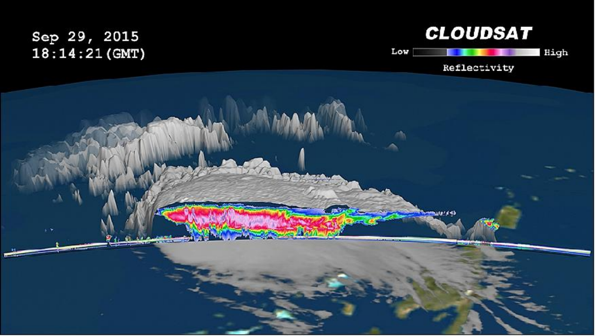 Sep 29, 2015
18:14:21(GMT)
CLOUDSAT
Low High
Reflectivity